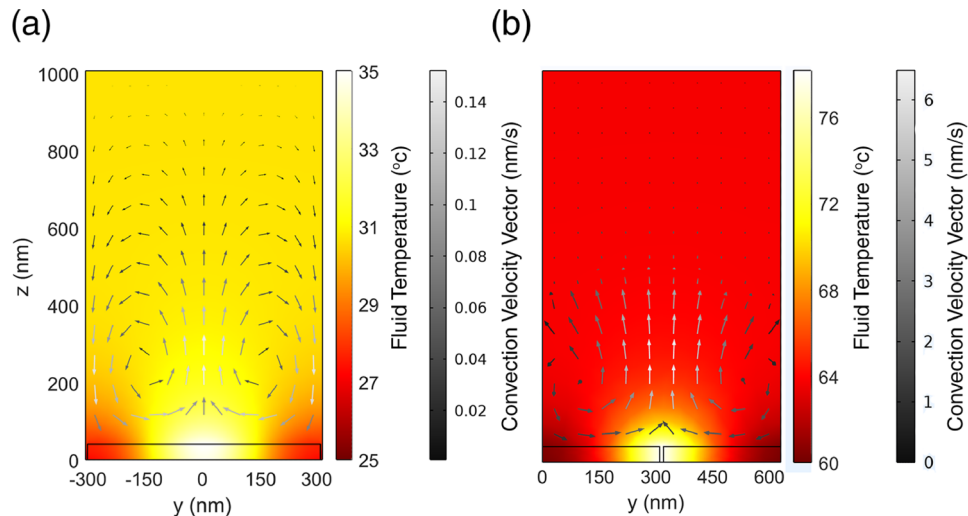 (a)
(b)
1000
800
600
400
200
0
z (nm)
-300 -150 0 150 300
y (nm)
35
33
31
29
27
25
Fluid Temperature (ºc)
0.14
0.12
0.1
0.08
0.06
0.04
0.02
Convection Velocity Vector (nm/s)
0 150 300 450 600
y (nm)
76
72
68
64
60
Fluid Temperature (ºc)
6
5
4
3
2
1
0
Convection Velocity Vector (nm/s)